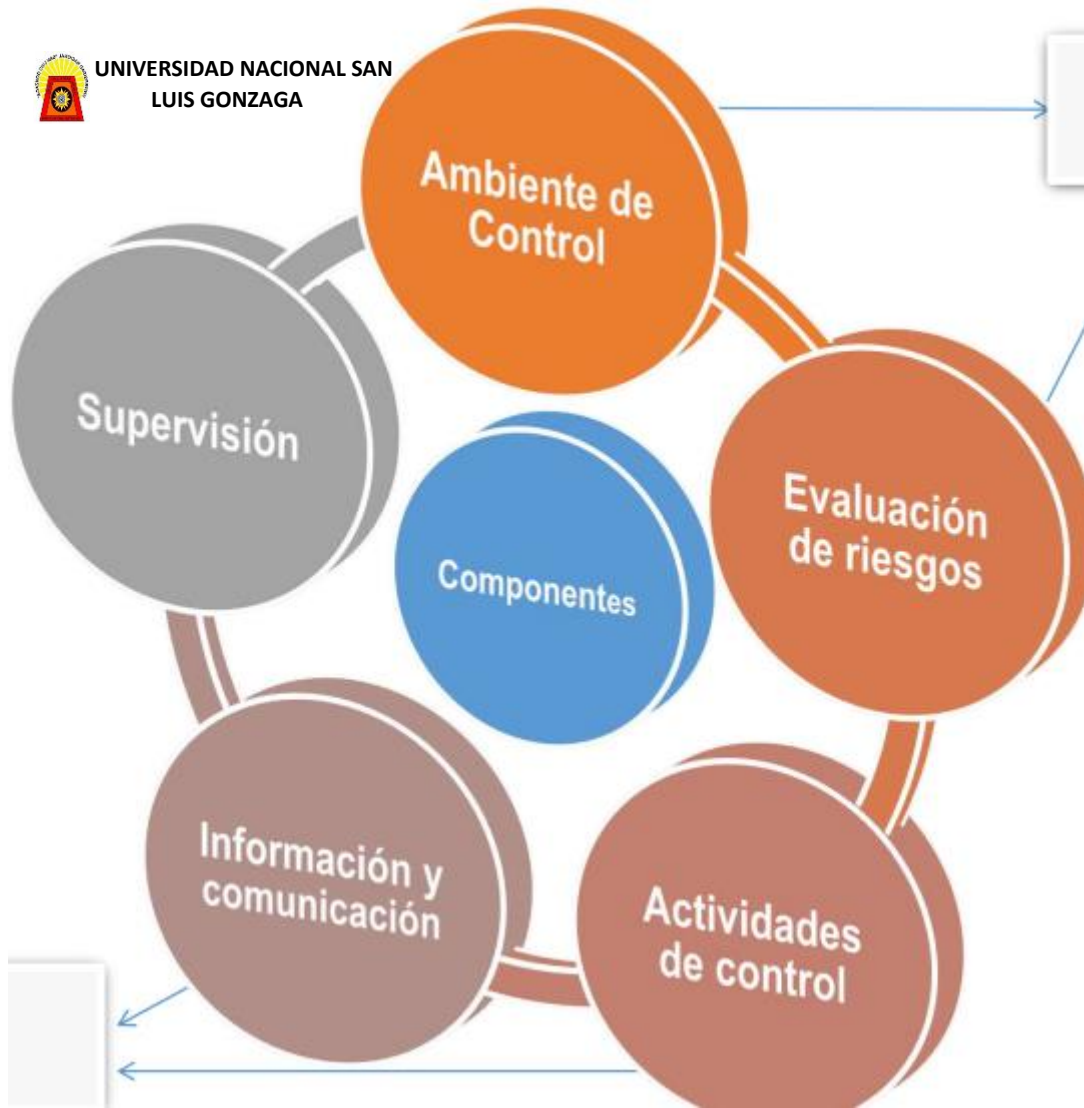 UNIVERSIDAD NACIONAL SAN
LUIS GONZAGA
Ambiente de
Control
Supervisión
Evaluación
de riesgos
Componentes
Información y
comunicación
Actividades
de control